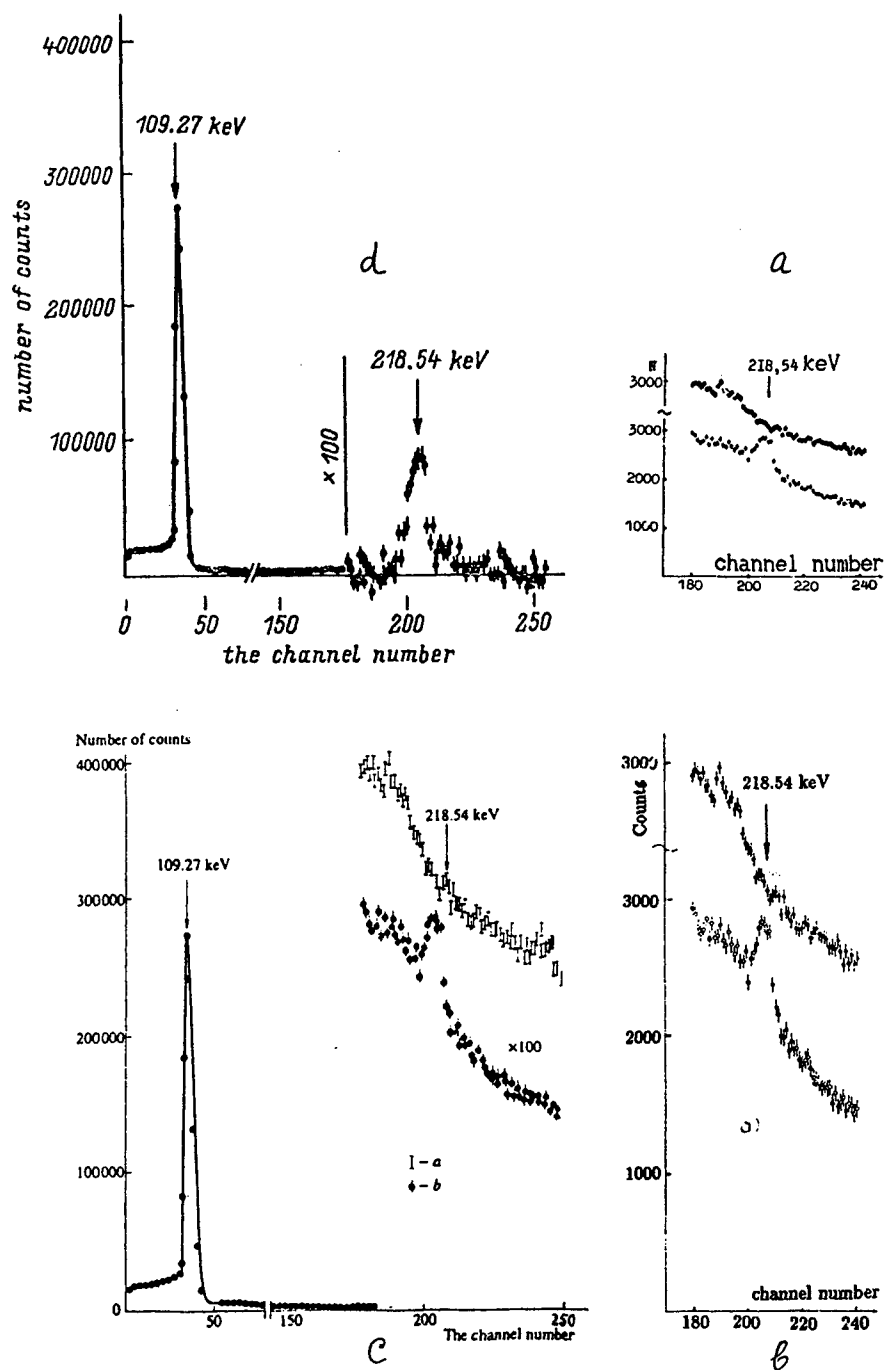 400000
109.27 keV
300000
number of counts
200000
218.54 keV
100000
× 100
0 50 150 200 250
the channel number
d
a
N
218,54 keV
3000
3000
2000
1000
channel number
180 200 220 240
Number of counts
400000
218.54 keV
109.27 keV
300000
200000
×100
I – a
– b
100000
0
50 150 200 250
The channel number
c
Counts
3000
218.54 keV
3000
2000
a)
1000
channel number
0
180 200 220 240
b